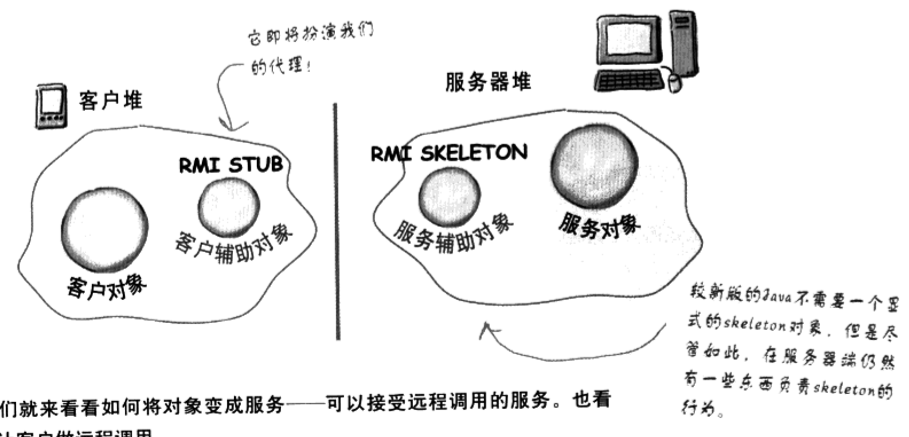 它即将扮演我们
的代理!
客户堆
服务器堆
RMI STUB
RMI SKELETON
客户对象
客户辅助对象
服务辅助对象
服务对象
较新版的Java不需要一个显
式的skeleton对象，但是尽
管如此，在服务器端仍然
有一些东西负责skeleton的
行为。
们就来看看如何将对象变成服务——可以接受远程调用的服务。也看
让客户做远程调用